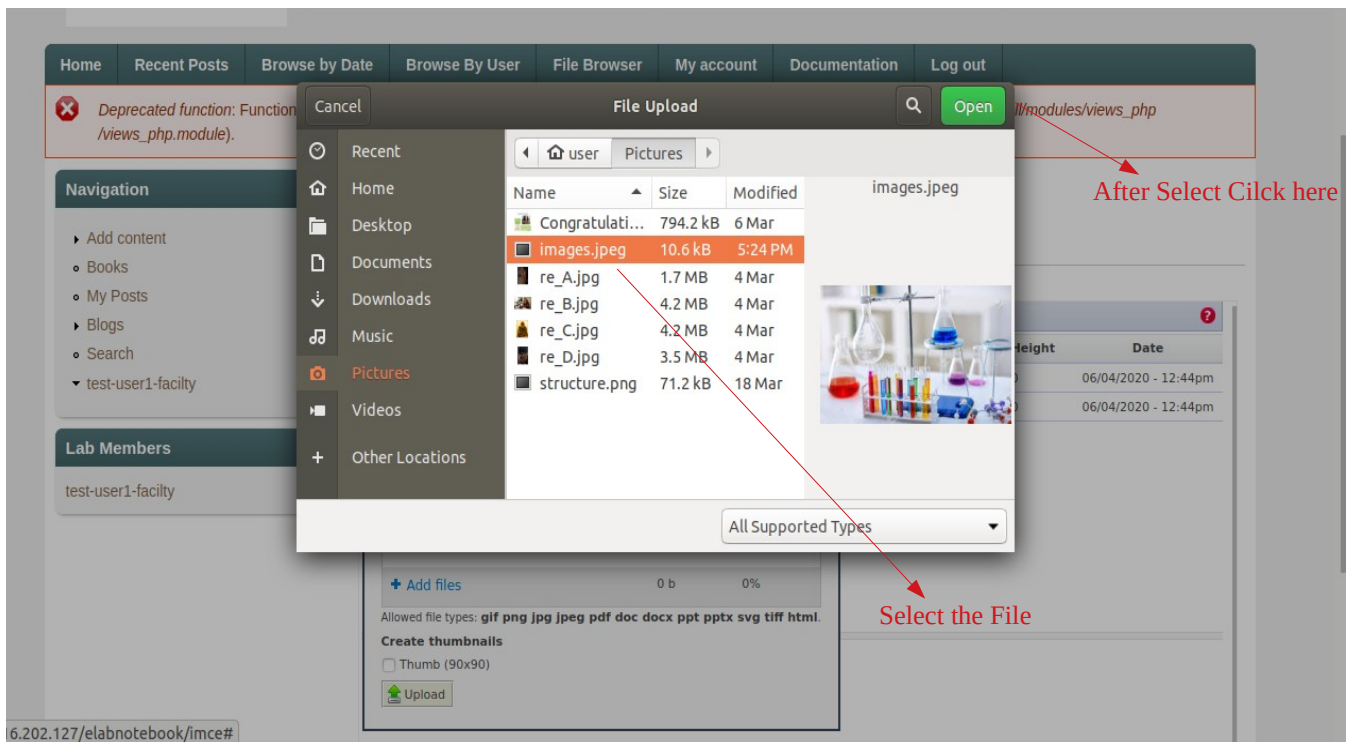 Home Recent Posts Browse by Date Browse By User File Browser My account Documentation Log out
Deprecated function: Function
ll/modules/views_php
/views_php.module).
Cancel File Upload Open
Recent
Home
Desktop
Documents
Downloads
Music
Pictures
Videos
Other Locations
user Pictures
Name Size Modified
Congratulati... 794.2 kB 6 Mar
images.jpeg 10.6 kB 5:24 PM
re_A.jpg 1.7 MB 4 Mar
re_B.jpg 4.2 MB 4 Mar
re_C.jpg 4.2 MB 4 Mar
re_D.jpg 3.5 MB 4 Mar
structure.png 71.2 kB 18 Mar
images.jpeg
All Supported Types
After Select Cilck here
Navigation
Add content
Books
My Posts
Blogs
Search
test-user1-facilty
Lab Members
test-user1-facilty
Height Date
06/04/2020 - 12:44pm
06/04/2020 - 12:44pm
Add files 0 b 0%
Select the File
Allowed file types: gif png jpg jpeg pdf doc docx ppt pptx svg tiff html.
Create thumbnails
Thumb (90x90)
Upload
6.202.127/elabnotebook/imce#